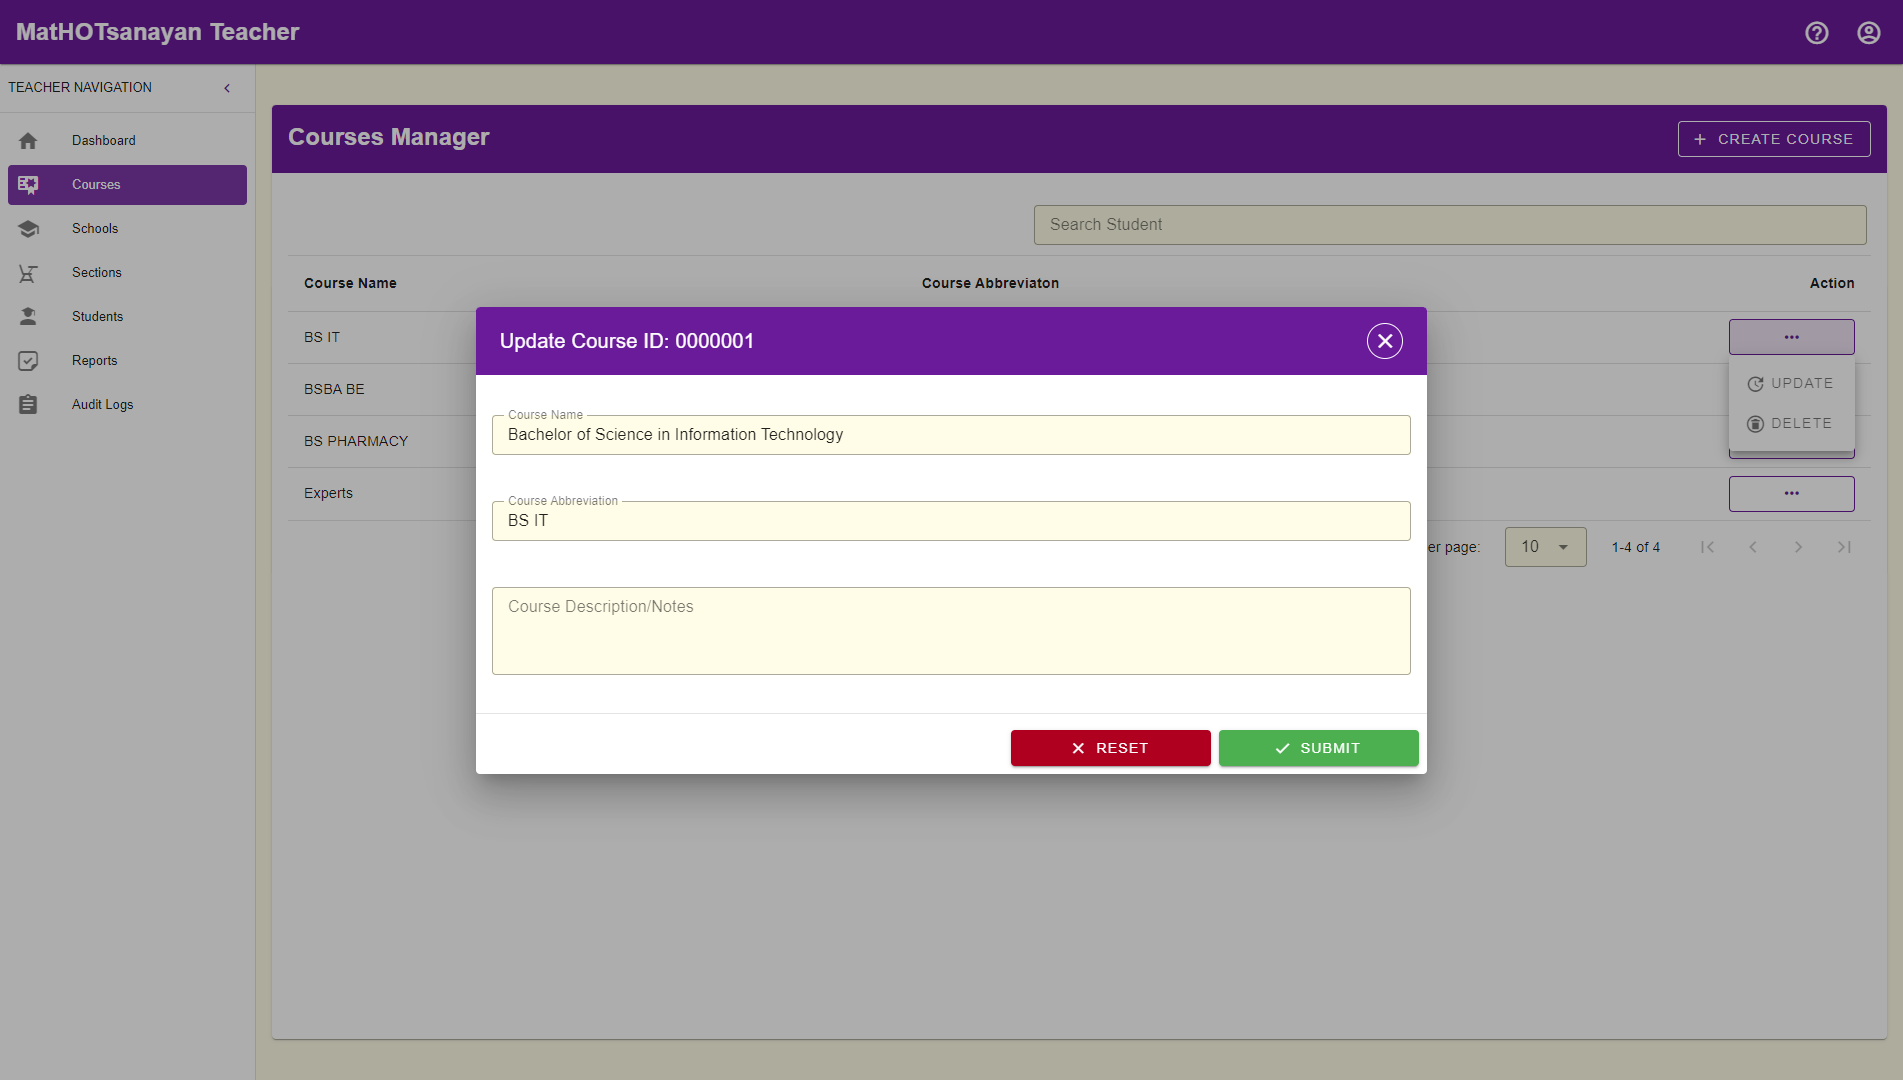 MatHOTsanayan Teacher
TEACHER NAVIGATION
Dashboard
Courses
Schools
Sections
Students
Reports
Audit Logs
Courses Manager
CREATE COURSE
Search Student
Course Name
Course Abbreviaton
Action
BS IT
BSBA BE
BS PHARMACY
Experts
UPDATE
DELETE
er page:
10
1-4 of 4
Update Course ID: 0000001
Course Name
Bachelor of Science in Information Technology
Course Abbreviation
BS IT
Course Description/Notes
RESET
SUBMIT